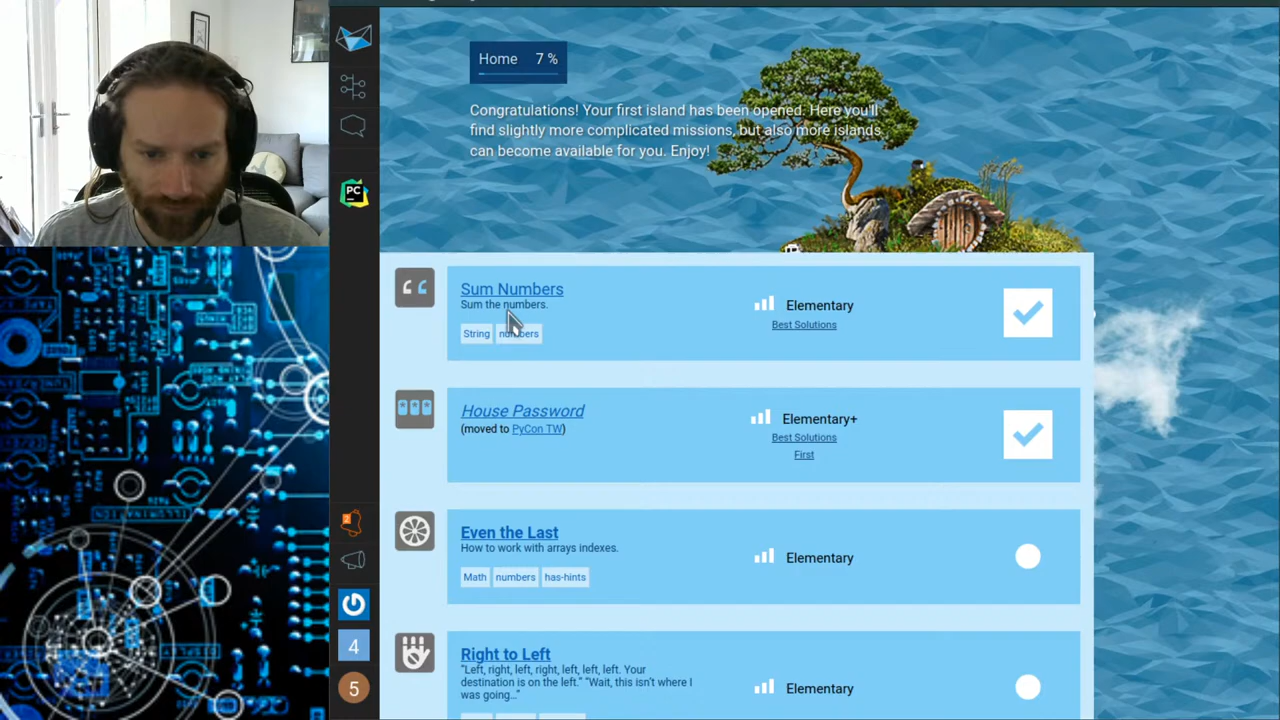 Home 7 %
Congratulations! Your first island has been opened. Here you'll
find slightly more complicated missions, but also more islands
can become available for you. Enjoy!
PC
Sum Numbers
Sum the numbers.
String numbers
Elementary
Best Solutions
House Password
(moved to PyCon TW)
Elementary+
Best Solutions
First
Even the Last
How to work with arrays indexes.
Math numbers has-hints
Elementary
Right to Left
"Left, right, left, right, left, left, left. Your
destination is on the left." "Wait, this isn't where I
was going..."
Elementary
2
4
5